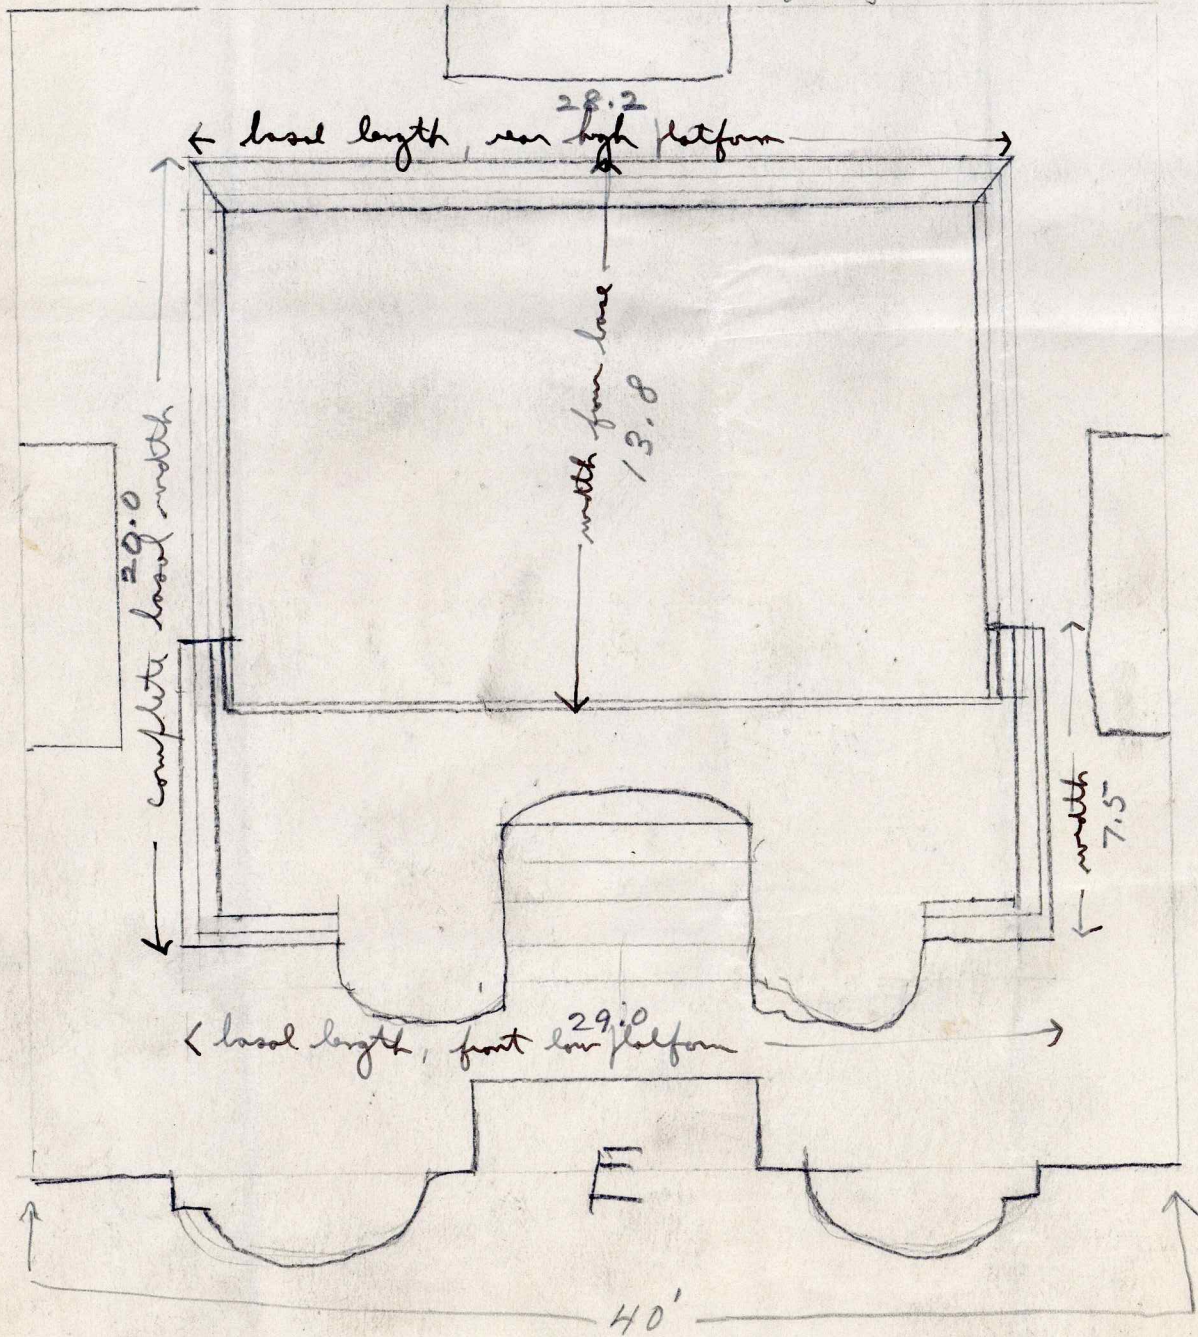 28.2
basal length, rear high platform
width from base
13.8
29.0
complete basal width
width
7.5
29.0
basal length, front low platform
E
40'